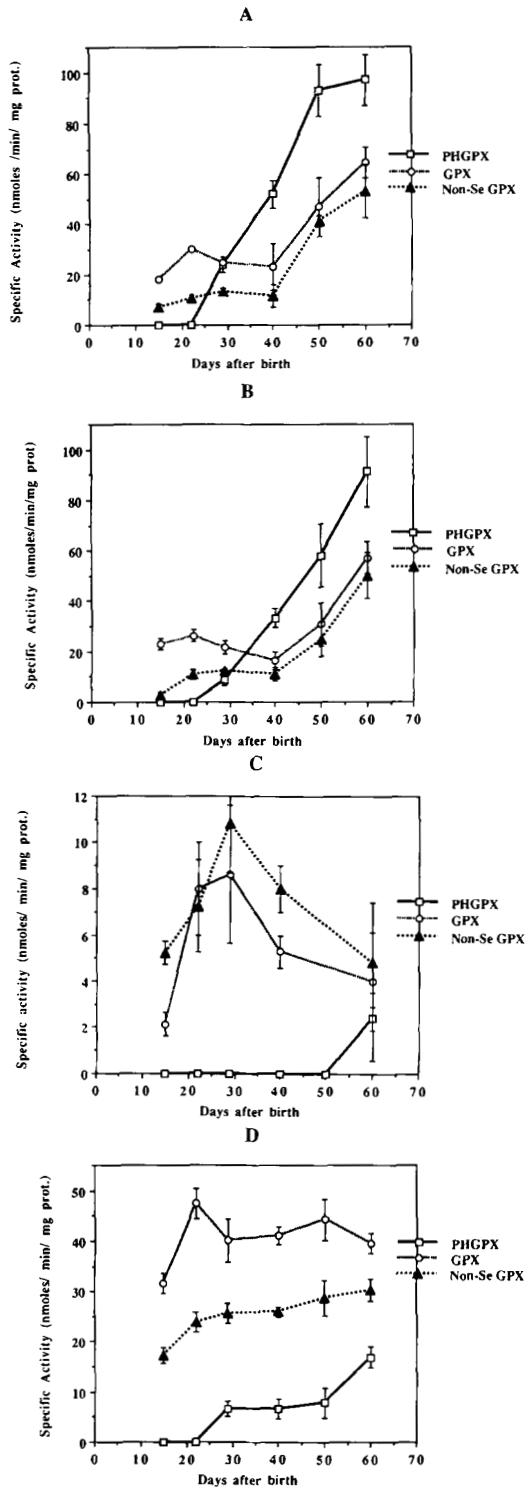 A
Specific Activity (nmoles /min/ mg prot.)
100
80
60
40
20
0
0 10 20 30 40 50 60 70
Days after birth
PHGPX
GPX
Non-Se GPX
B
Specific Activity (nmoles/min/mg prot)
100
80
60
40
20
0
0 10 20 30 40 50 60 70
Days after birth
PHGPX
GPX
Non-Se GPX
C
Specific activity (nmoles/ min/ mg prot.)
12
10
8
6
4
2
0
0 10 20 30 40 50 60 70
Days after birth
PHGPX
GPX
Non-Se GPX
D
Specific Activity (nmoles/ min/ mg prot.)
50
40
30
20
10
0
0 10 20 30 40 50 60 70
Days after birth
PHGPX
GPX
Non-Se GPX